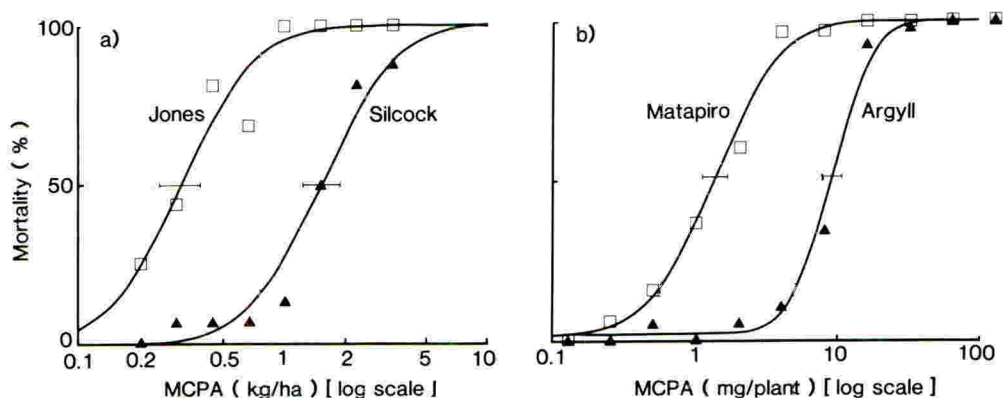 Mortality (%)
100
50
0
a)
Jones
Silcock
0.1 0.2 0.5 1 2 5 10
MCPA (kg/ha) [log scale]
b)
Matapiro
Argyll
0.1 1 10 100
MCPA (mg/plant) [log scale]